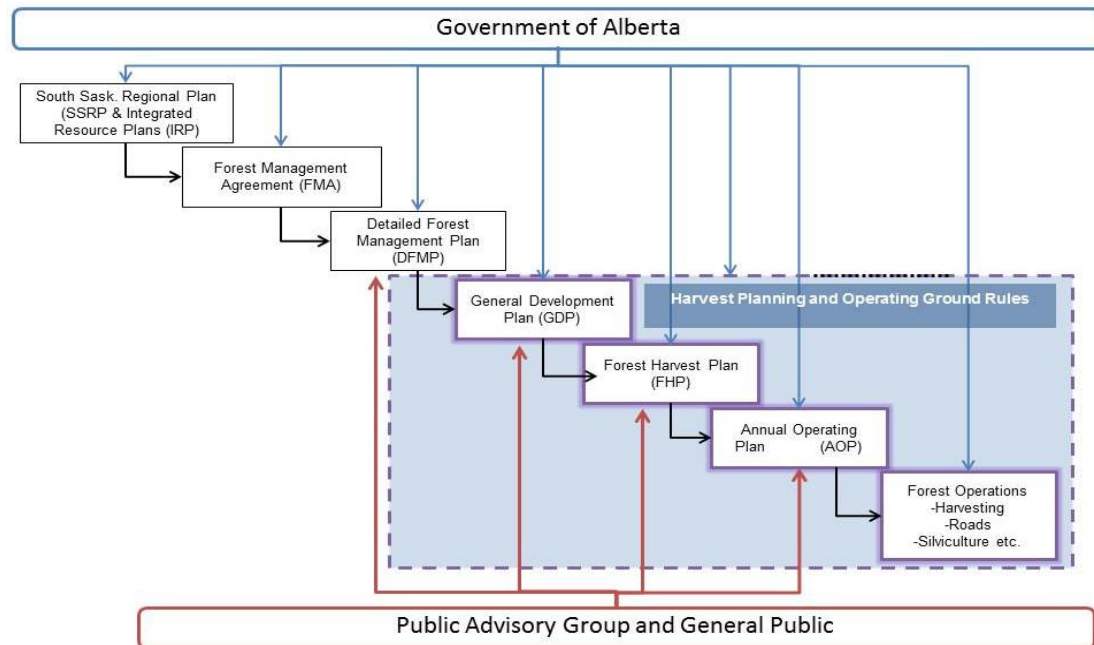 Government of Alberta
South Sask. Regional Plan
(SSRP & Integrated
Resource Plans (IRP)
Forest Management
Agreement (FMA)
Detailed Forest
Management Plan
(DFMP)
General Development
Plan (GDP)
Harvest Planning and Operating Ground Rules
Forest Harvest Plan
(FHP)
Annual Operating
Plan (AOP)
Forest Operations
-Harvesting
-Roads
-Silviculture etc.
Public Advisory Group and General Public